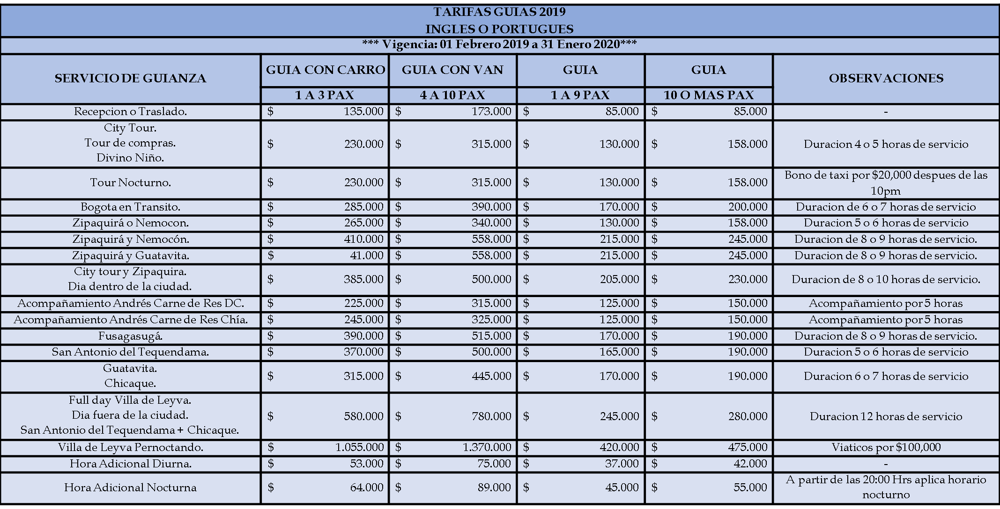 TARIFAS GUIAS 2019
INGLES O PORTUGUES
*** Vigencia: 01 Febrero 2019 a 31 Enero 2020***
SERVICIO DE GUIANZA GUIA CON CARRO GUIA CON VAN GUIA GUIA OBSERVACIONES
1 A 3 PAX 4 A 10 PAX 1 A 9 PAX 10 O MAS PAX
Recepcion o Traslado. $ 135.000 $ 173.000 $ 85.000 $ 85.000 -
City Tour.
Tour de compras. $ 230.000 $ 315.000 $ 130.000 $ 158.000 Duracion 4 o 5 horas de servicio
Divino Niño.
Tour Nocturno. $ 230.000 $ 315.000 $ 130.000 $ 158.000 Bono de taxi por $20,000 despues de las
10pm
Bogota en Transito. $ 285.000 $ 390.000 $ 170.000 $ 200.000 Duracion de 6 o 7 horas de servicio
Zipaquirá o Nemocon. $ 265.000 $ 340.000 $ 130.000 $ 158.000 Duracion 5 o 6 horas de servicio
Zipaquirá y Nemocón. $ 410.000 $ 558.000 $ 215.000 $ 245.000 Duracion de 8 o 9 horas de servicio.
Zipaquirá y Guatavita. $ 41.000 $ 558.000 $ 215.000 $ 245.000 Duracion de 8 o 9 horas de servicio.
City tour y Zipaquira.
Dia dentro de la ciudad. $ 385.000 $ 500.000 $ 205.000 $ 230.000 Duracion de 8 o 10 horas de servicio.
Acompañamiento Andrés Carne de Res DC. $ 225.000 $ 315.000 $ 125.000 $ 150.000 Acompañamiento por 5 horas
Acompañamiento Andrés Carne de Res Chía. $ 245.000 $ 325.000 $ 125.000 $ 150.000 Acompañamiento por 5 horas
Fusagasugá. $ 390.000 $ 515.000 $ 170.000 $ 190.000 Duracion de 8 o 9 horas de servicio.
San Antonio del Tequendama. $ 370.000 $ 500.000 $ 165.000 $ 190.000 Duracion 5 o 6 horas de servicio
Guatavita.
Chicaque. $ 315.000 $ 445.000 $ 170.000 $ 190.000 Duracion 6 o 7 horas de servicio
Full day Villa de Leyva.
Dia fuera de la ciudad. $ 580.000 $ 780.000 $ 245.000 $ 280.000 Duracion 12 horas de servicio
San Antonio del Tequendama + Chicaque.
Villa de Leyva Pernoctando. $ 1.055.000 $ 1.370.000 $ 420.000 $ 475.000 Viaticos por $100,000
Hora Adicional Diurna. $ 53.000 $ 75.000 $ 37.000 $ 42.000 -
Hora Adicional Nocturna $ 64.000 $ 89.000 $ 45.000 $ 55.000 A partir de las 20:00 Hrs aplica horario
nocturno